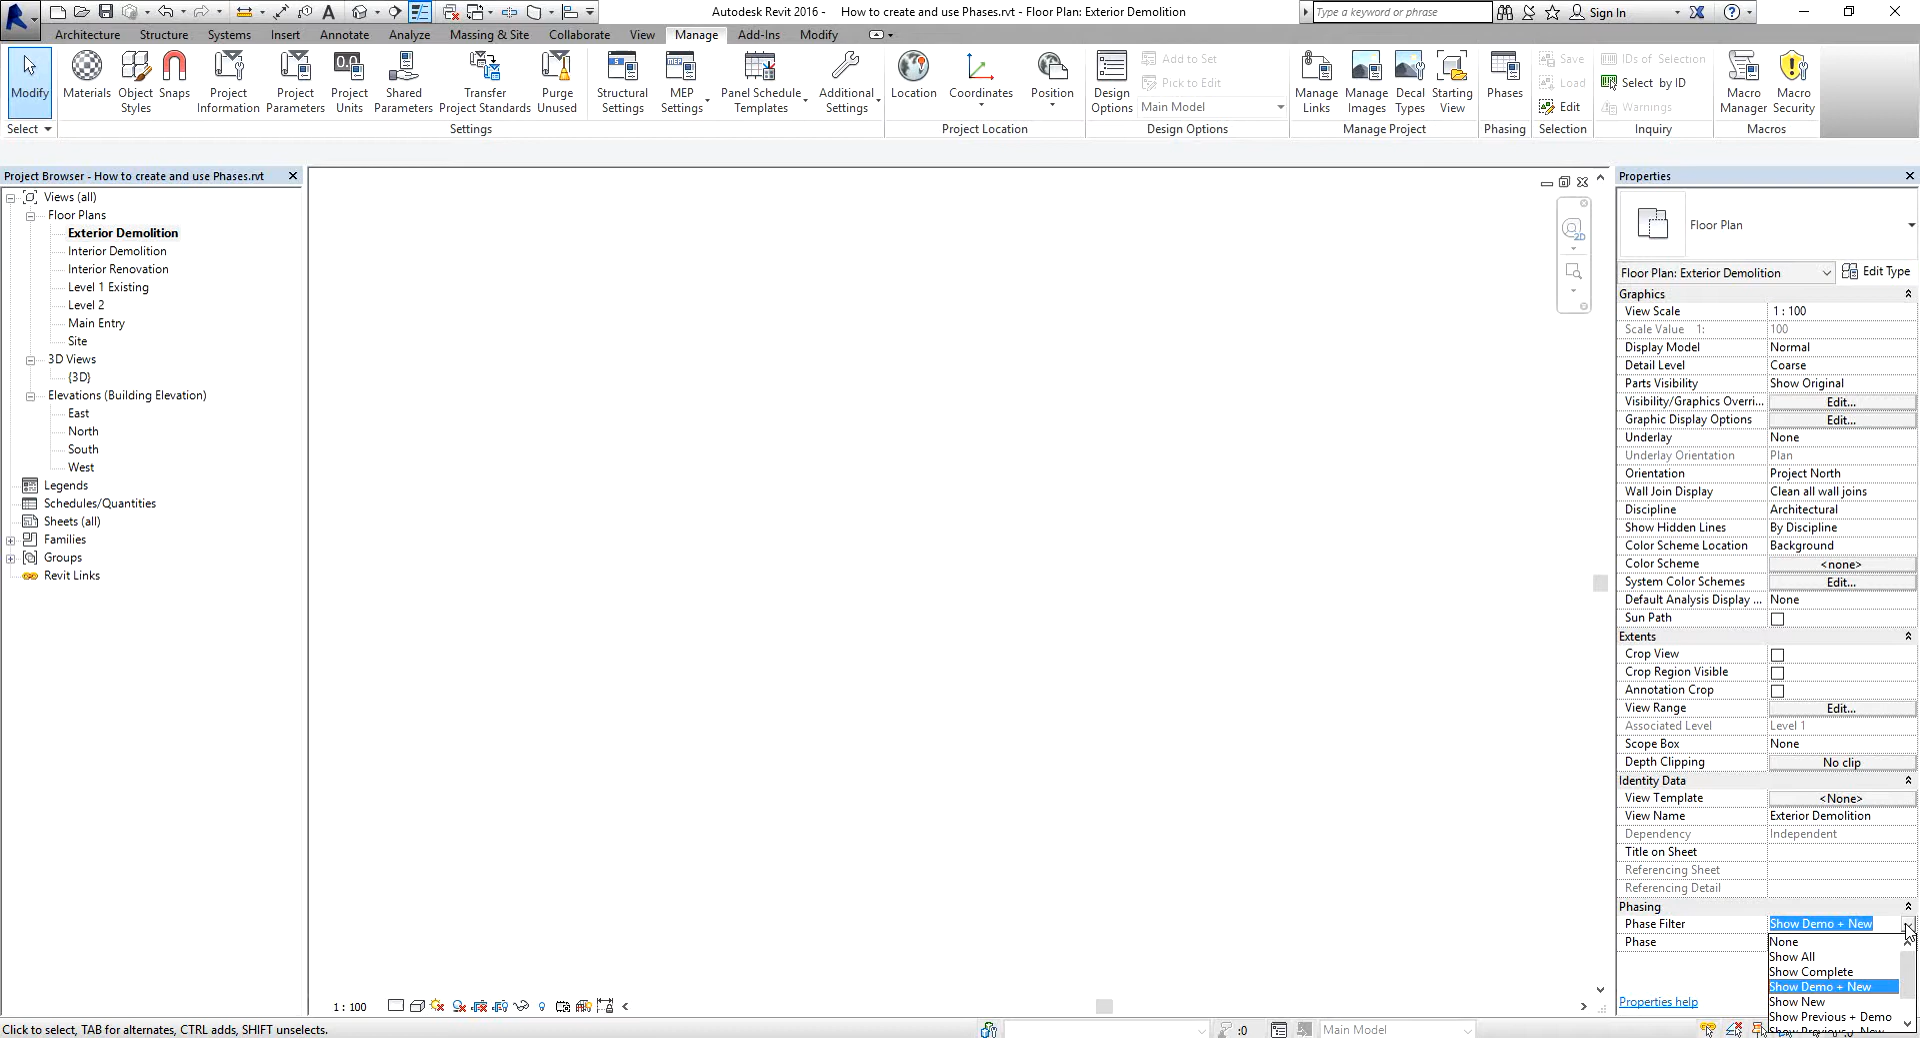 Autodesk Revit 2016 - How to create and use Phases.rvt - Floor Plan: Exterior Demolition
Type a keyword or phrase
Sign In
Architecture Structure Systems Insert Annotate Analyze Massing & Site Collaborate View Manage Add-Ins Modify
Modify
Materials
Object Styles
Snaps
Project Information
Project Parameters
Project Units
Shared Parameters
Transfer Project Standards
Purge Unused
Structural Settings
MEP Settings
Panel Schedule Templates
Additional Settings
Location
Coordinates
Position
Design Options
Add to Set
Pick to Edit
Main Model
Manage Links
Manage Images
Decal Types
Starting View
Phases
Save
Load
Edit
IDs of Selection
Select by ID
Warnings
Macro Manager
Macro Security
Select
Settings
Project Location
Design Options
Manage Project
Phasing
Selection
Inquiry
Macros
Project Browser - How to create and use Phases.rvt
Views (all)
Floor Plans
Exterior Demolition
Interior Demolition
Interior Renovation
Level 1 Existing
Level 2
Main Entry
Site
3D Views
{3D}
Elevations (Building Elevation)
East
North
South
West
Legends
Schedules/Quantities
Sheets (all)
Families
Groups
Revit Links
2D
Properties
Floor Plan
Floor Plan: Exterior Demolition
Edit Type
Graphics
View Scale 1 : 100
Scale Value 1: 100
Display Model Normal
Detail Level Coarse
Parts Visibility Show Original
Visibility/Graphics Overri... Edit...
Graphic Display Options Edit...
Underlay None
Underlay Orientation Plan
Orientation Project North
Wall Join Display Clean all wall joins
Discipline Architectural
Show Hidden Lines By Discipline
Color Scheme Location Background
Color Scheme <none>
System Color Schemes Edit...
Default Analysis Display ... None
Sun Path
Extents
Crop View
Crop Region Visible
Annotation Crop
View Range Edit...
Associated Level Level 1
Scope Box None
Depth Clipping No clip
Identity Data
View Template <None>
View Name Exterior Demolition
Dependency Independent
Title on Sheet
Referencing Sheet
Referencing Detail
Phasing
Phase Filter Show Demo + New
Phase
None
Show All
Show Complete
Show Demo + New
Show New
Show Previous + Demo
Show Previous + New
Properties help
1 : 100
Click to select, TAB for alternates, CTRL adds, SHIFT unselects.
:0
Main Model